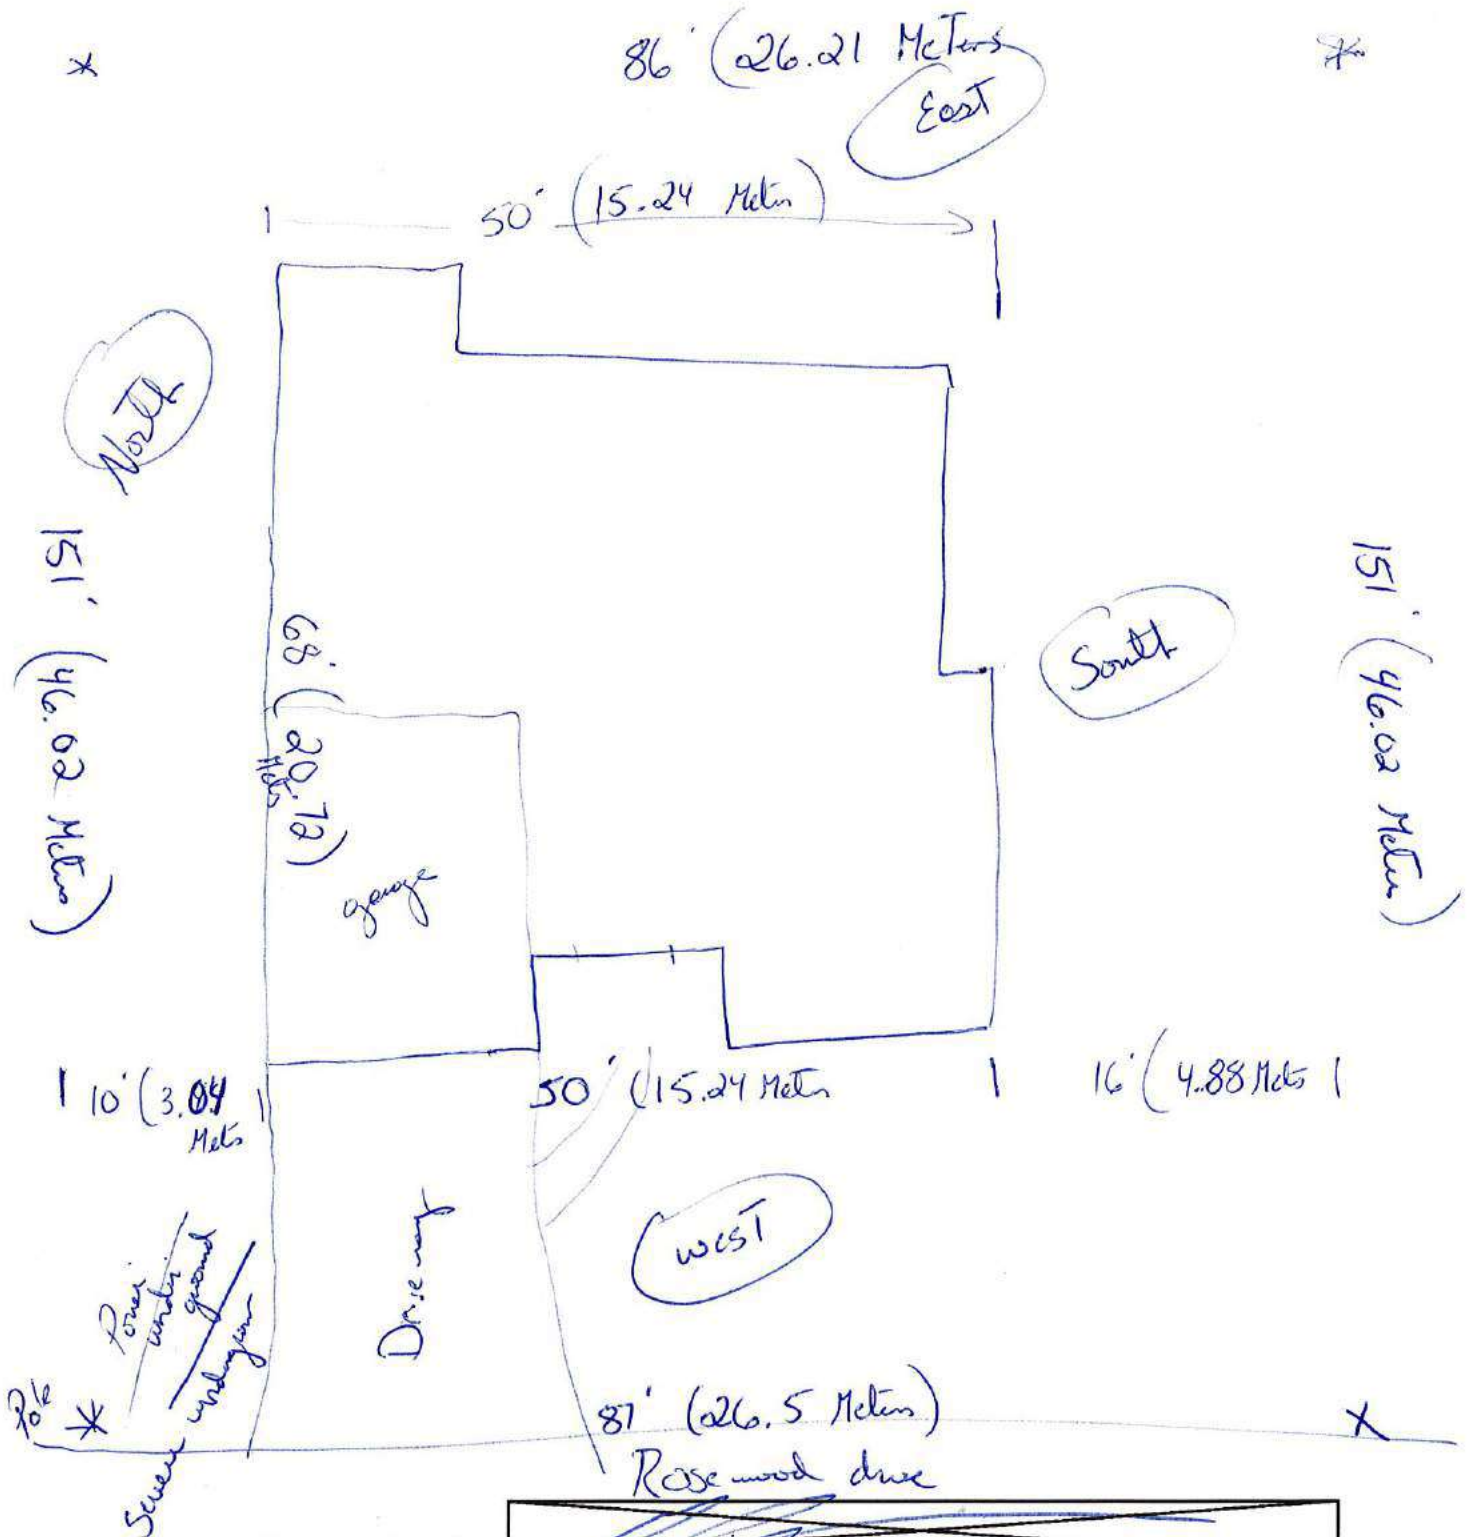 86' (26.21 Meters
East
50' (15.24 Meters)
North
151' (46.02 Meters)
68' (20.72)
Meters
South
151' (46.02 Meters)
garage
10' (3.04
Meters
50' (15.24 Meters
16' (4.88 Meters
West
Power
under
ground
Driveway
Pole
Sewer underground
87' (26.5 Meters)
Rosewood drive